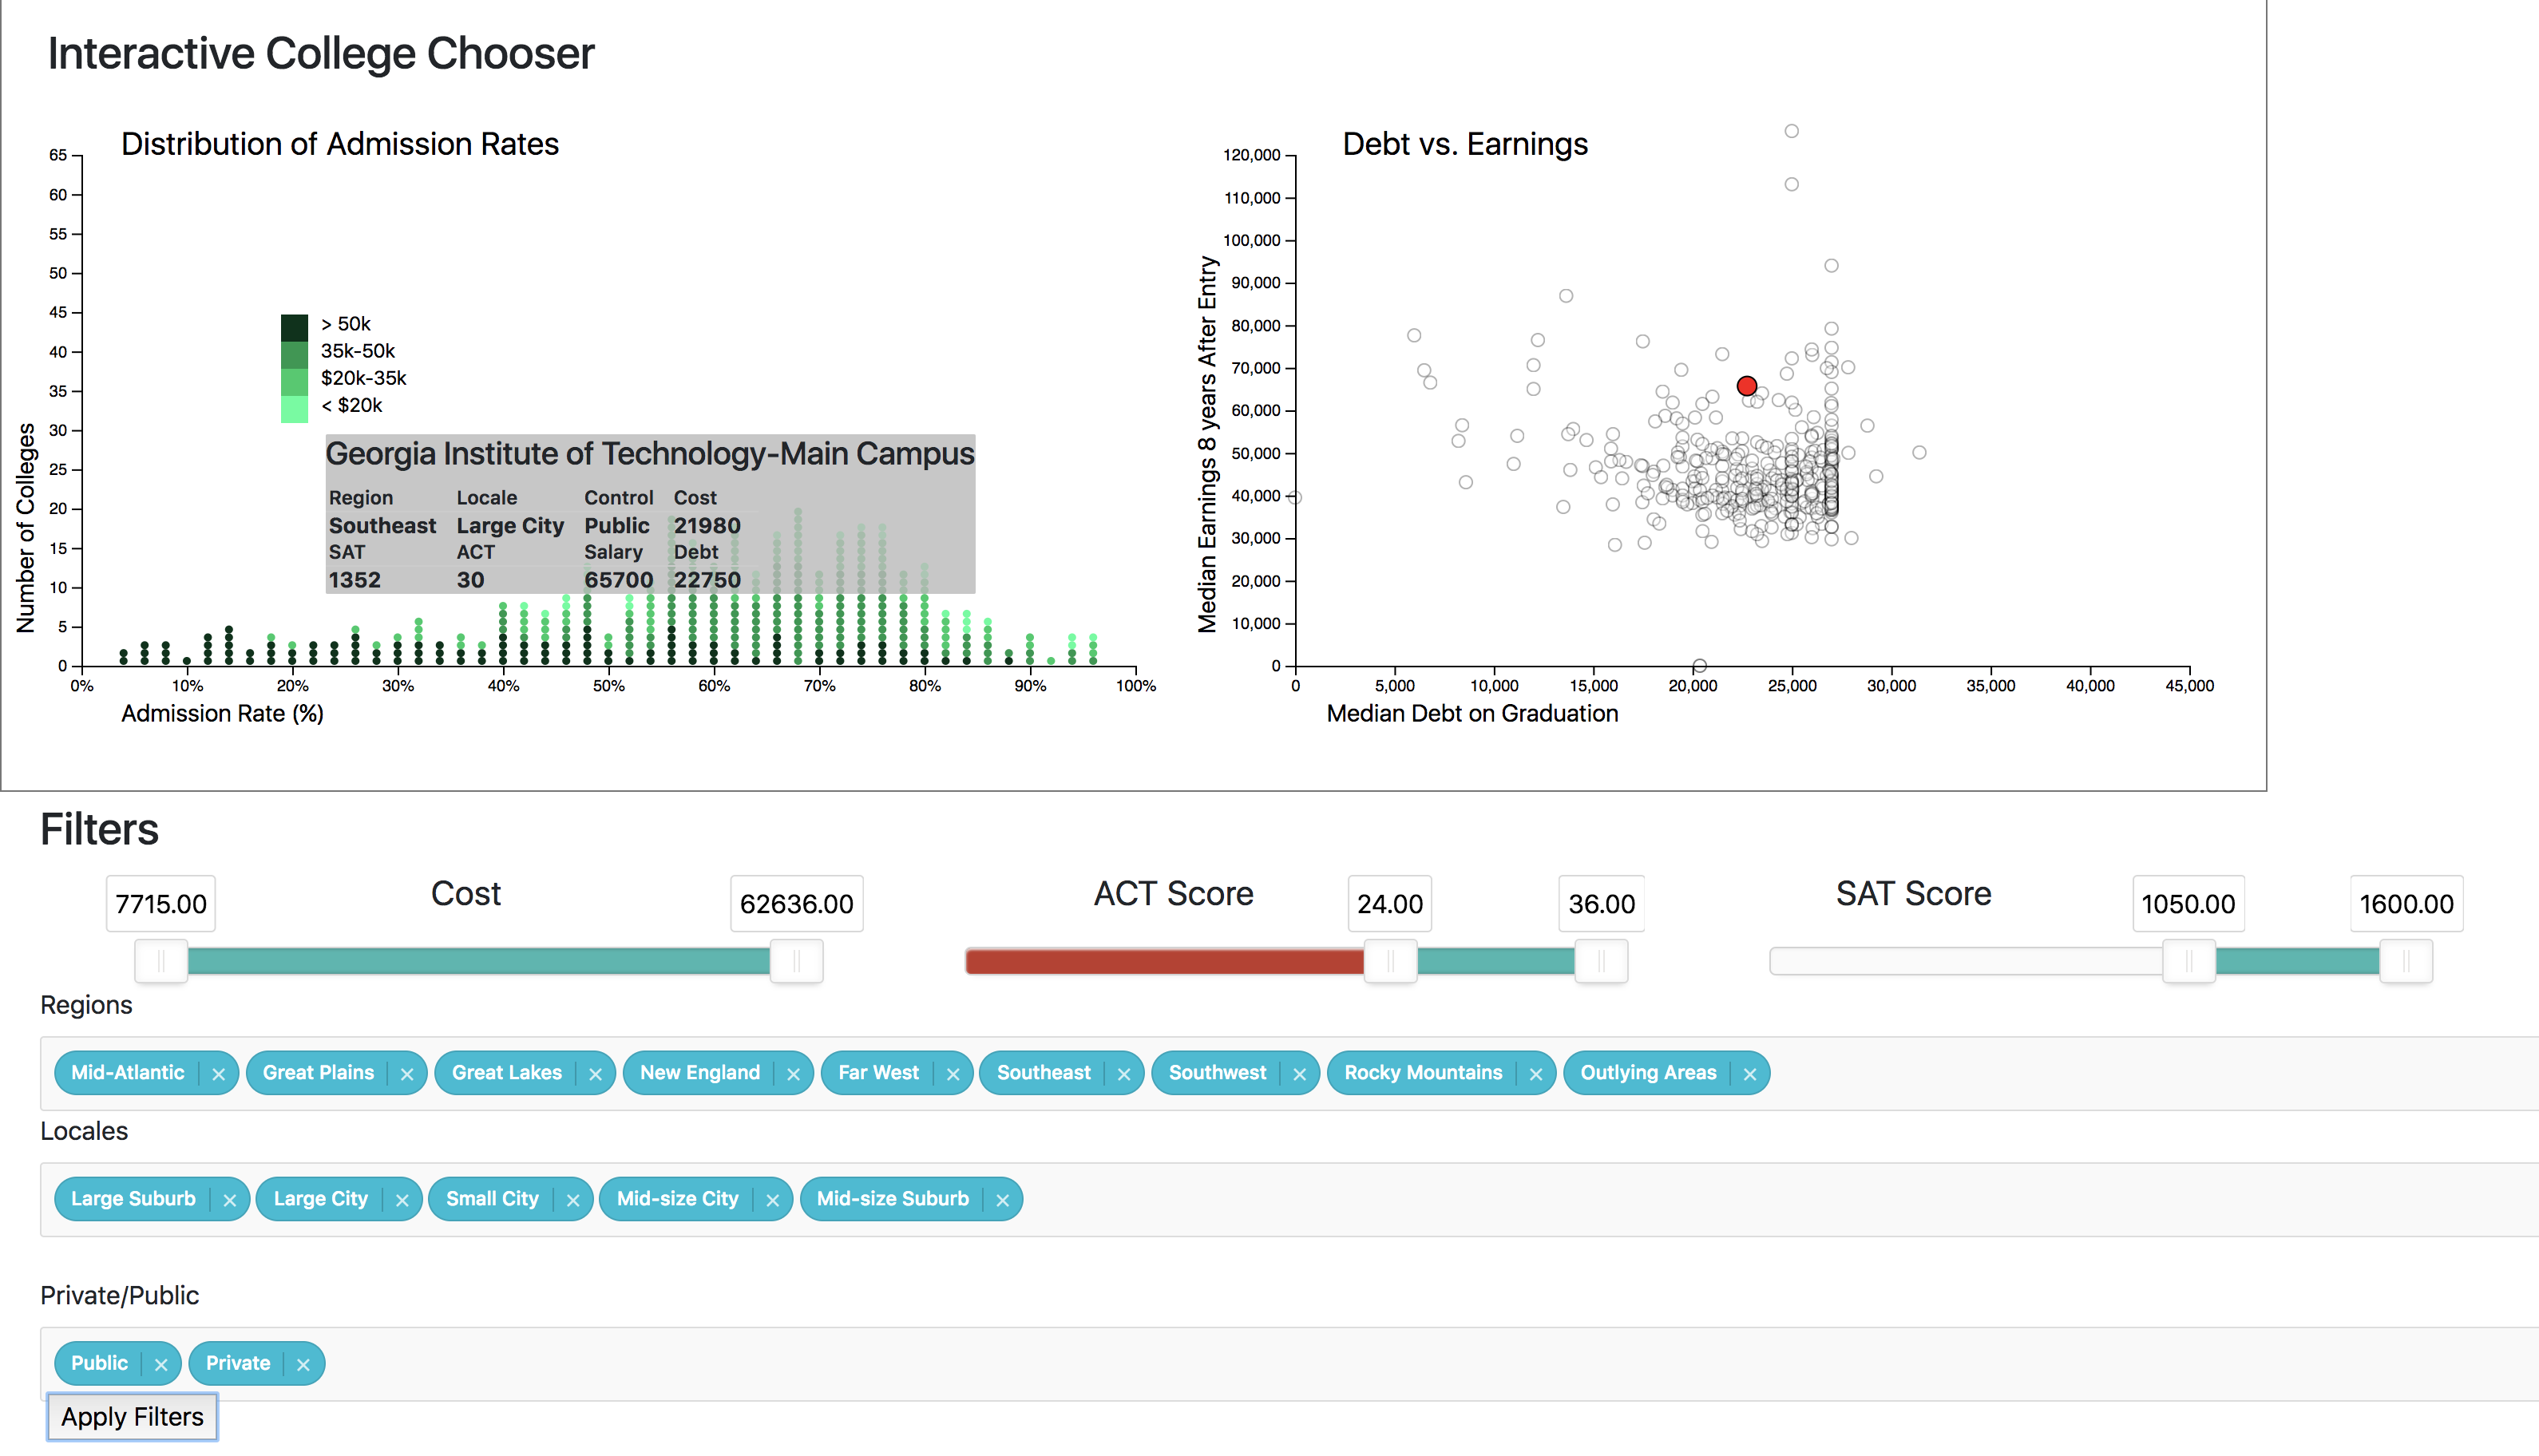 Interactive College Chooser
Distribution of Admission Rates
65
60
55
50
45
40
35
30
25
20
15
10
5
0
Number of Colleges
> 50k
35k-50k
$20k-35k
< $20k
Georgia Institute of Technology-Main Campus
Region Locale Control Cost
Southeast Large City Public 21980
SAT ACT Salary Debt
1352 30 65700 22750
0% 10% 20% 30% 40% 50% 60% 70% 80% 90% 100%
Admission Rate (%)
Debt vs. Earnings
120,000
110,000
100,000
90,000
80,000
70,000
60,000
50,000
40,000
30,000
20,000
10,000
0
Median Earnings 8 years After Entry
0 5,000 10,000 15,000 20,000 25,000 30,000 35,000 40,000 45,000
Median Debt on Graduation
Filters
Cost
7715.00 62636.00
ACT Score
24.00 36.00
SAT Score
1050.00 1600.00
Regions
Mid-Atlantic × Great Plains × Great Lakes × New England × Far West × Southeast × Southwest × Rocky Mountains × Outlying Areas ×
Locales
Large Suburb × Large City × Small City × Mid-size City × Mid-size Suburb ×
Private/Public
Public × Private ×
Apply Filters